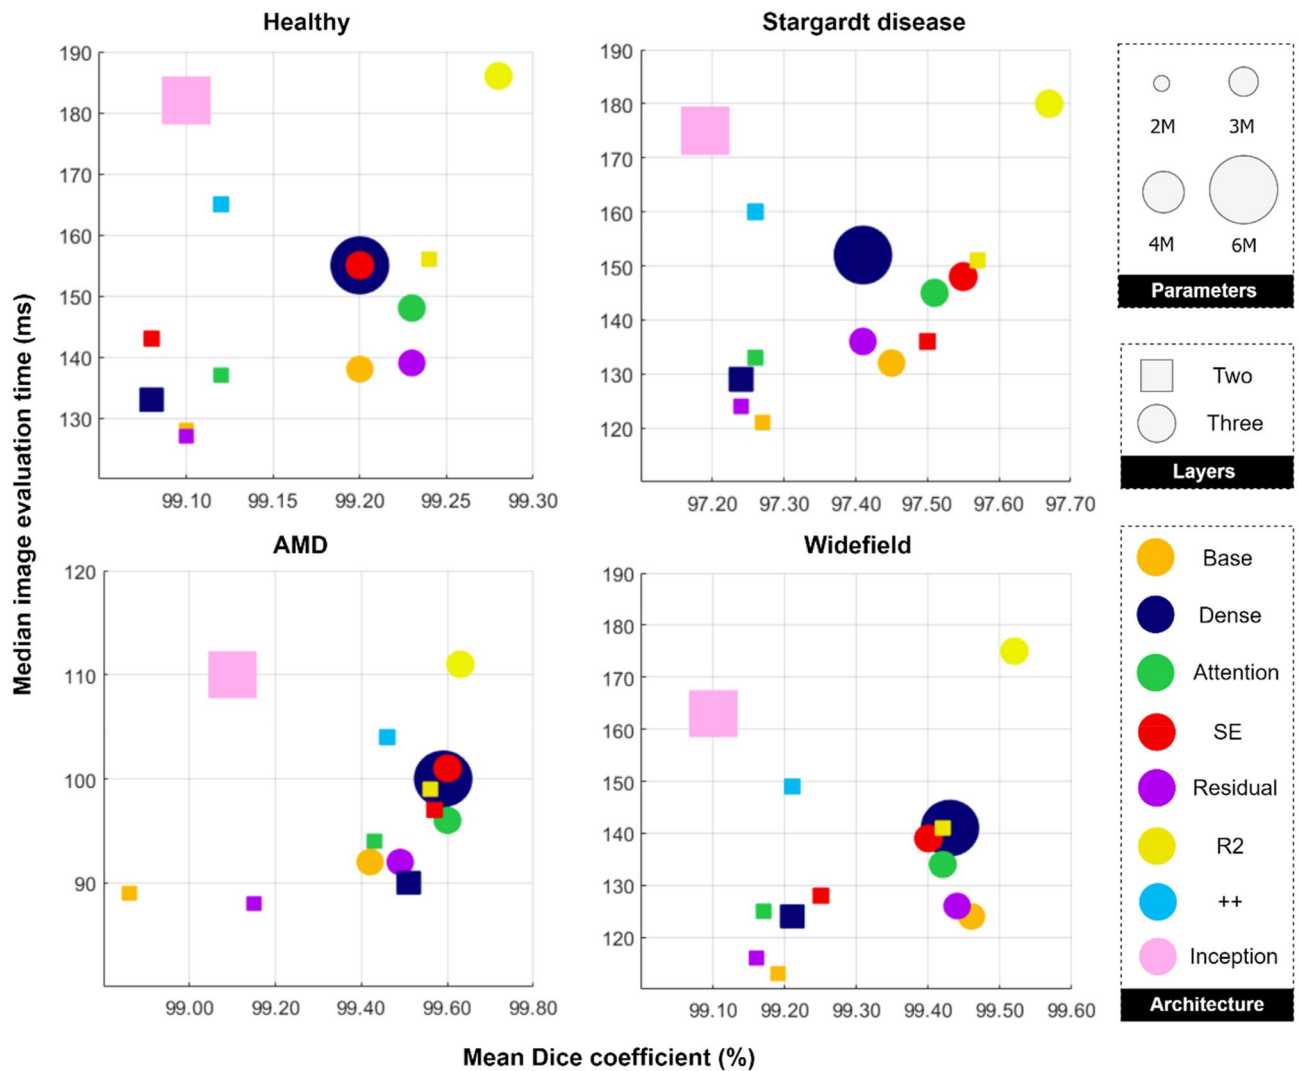 Healthy
190
180
170
160
150
140
130
99.10 99.15 99.20 99.25 99.30
Stargardt disease
190
180
170
160
150
140
130
120
97.20 97.30 97.40 97.50 97.60 97.70
AMD
120
110
100
90
99.00 99.20 99.40 99.60 99.80
Widefield
190
180
170
160
150
140
130
120
99.10 99.20 99.30 99.40 99.50 99.60
Median image evaluation time (ms)
Mean Dice coefficient (%)
2M 3M
4M 6M
Parameters
Two
Three
Layers
Base
Dense
Attention
SE
Residual
R2
++
Inception
Architecture